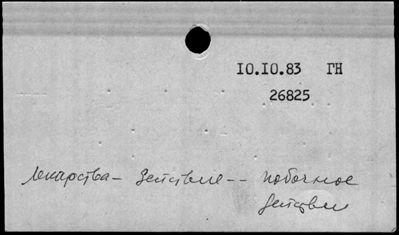 10.10.83 ГН
26825
Лекарства - Действие -- побочное
действие